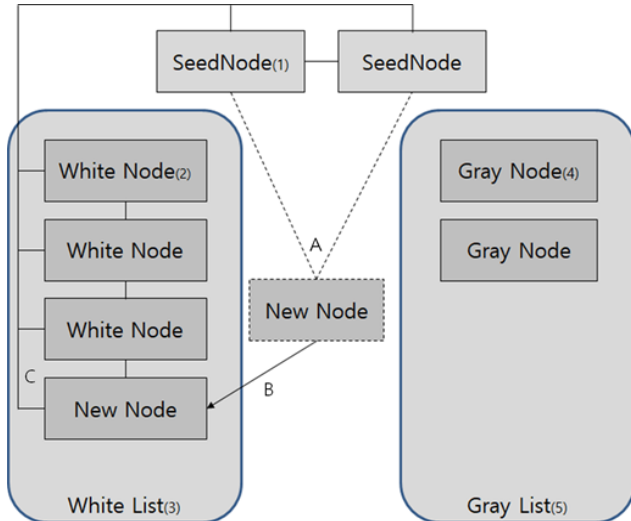 SeedNode(1)
SeedNode
White Node(2)
White Node
White Node
C
New Node
White List(3)
A
New Node
B
Gray Node(4)
Gray Node
Gray List(5)